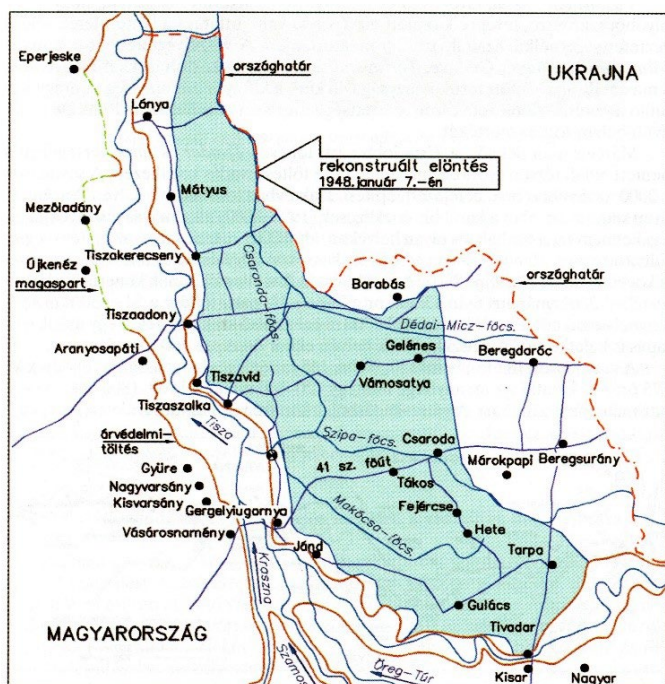 Eperjeske
országhatár
UKRAJNA
Lónya
rekonstruált elöntés
1948.január 7.-én
Mátyus
Mezőladány
Tiszakerecseny
Csaronda-főcs.
Újkenéz
magaspart
Barabás
országhatár
Tiszaadony
Dédai-Micz-főcs.
Gelénes
Beregdaróc
Aranyosapáti
Vámosatya
Tiszavid
Tiszaszalka
Tisza
Szipa-főcs.
Csaroda
árvédelmi-
töltés
41 sz. főút
Márokpapi
Beregsurány
Gyüre
Tákos
Nagyvarsány
Kisvarsány
Makócsa-főcs.
Fejércse
Gergelyiugornya
Hete
Vásárosnamény
Jánd
Tarpa
Kraszna
Gulács
MAGYARORSZÁG
Tivadar
Szamos
Öreg-Túr
Kisar
Nagyar